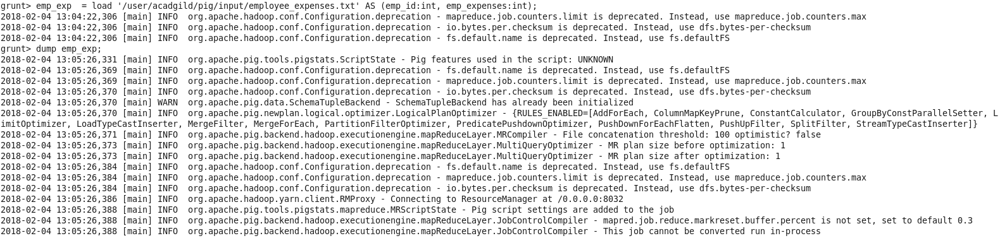 grunt> emp_exp  = load '/user/acadgild/pig/input/employee_expenses.txt' AS (emp_id:int, emp_expenses:int);
2018-02-04 13:04:22,306 [main] INFO  org.apache.hadoop.conf.Configuration.deprecation - mapreduce.job.counters.limit is deprecated. Instead, use mapreduce.job.counters.max
2018-02-04 13:04:22,306 [main] INFO  org.apache.hadoop.conf.Configuration.deprecation - io.bytes.per.checksum is deprecated. Instead, use dfs.bytes-per-checksum
2018-02-04 13:04:22,306 [main] INFO  org.apache.hadoop.conf.Configuration.deprecation - fs.default.name is deprecated. Instead, use fs.defaultFS
grunt> dump emp_exp;
2018-02-04 13:05:26,331 [main] INFO  org.apache.pig.tools.pigstats.ScriptState - Pig features used in the script: UNKNOWN
2018-02-04 13:05:26,369 [main] INFO  org.apache.hadoop.conf.Configuration.deprecation - fs.default.name is deprecated. Instead, use fs.defaultFS
2018-02-04 13:05:26,369 [main] INFO  org.apache.hadoop.conf.Configuration.deprecation - mapreduce.job.counters.limit is deprecated. Instead, use mapreduce.job.counters.max
2018-02-04 13:05:26,370 [main] INFO  org.apache.hadoop.conf.Configuration.deprecation - io.bytes.per.checksum is deprecated. Instead, use dfs.bytes-per-checksum
2018-02-04 13:05:26,370 [main] WARN  org.apache.pig.data.SchemaTupleBackend - SchemaTupleBackend has already been initialized
2018-02-04 13:05:26,370 [main] INFO  org.apache.pig.newplan.logical.optimizer.LogicalPlanOptimizer - {RULES_ENABLED=[AddForEach, ColumnMapKeyPrune, ConstantCalculator, GroupByConstParallelSetter, L
imitOptimizer, LoadTypeCastInserter, MergeFilter, MergeForEach, PartitionFilterOptimizer, PredicatePushdownOptimizer, PushDownForEachFlatten, PushUpFilter, SplitFilter, StreamTypeCastInserter]}
2018-02-04 13:05:26,371 [main] INFO  org.apache.pig.backend.hadoop.executionengine.mapReduceLayer.MRCompiler - File concatenation threshold: 100 optimistic? false
2018-02-04 13:05:26,373 [main] INFO  org.apache.pig.backend.hadoop.executionengine.mapReduceLayer.MultiQueryOptimizer - MR plan size before optimization: 1
2018-02-04 13:05:26,373 [main] INFO  org.apache.pig.backend.hadoop.executionengine.mapReduceLayer.MultiQueryOptimizer - MR plan size after optimization: 1
2018-02-04 13:05:26,384 [main] INFO  org.apache.hadoop.conf.Configuration.deprecation - fs.default.name is deprecated. Instead, use fs.defaultFS
2018-02-04 13:05:26,384 [main] INFO  org.apache.hadoop.conf.Configuration.deprecation - mapreduce.job.counters.limit is deprecated. Instead, use mapreduce.job.counters.max
2018-02-04 13:05:26,384 [main] INFO  org.apache.hadoop.conf.Configuration.deprecation - io.bytes.per.checksum is deprecated. Instead, use dfs.bytes-per-checksum
2018-02-04 13:05:26,386 [main] INFO  org.apache.hadoop.yarn.client.RMProxy - Connecting to ResourceManager at /0.0.0.0:8032
2018-02-04 13:05:26,388 [main] INFO  org.apache.pig.tools.pigstats.mapreduce.MRScriptState - Pig script settings are added to the job
2018-02-04 13:05:26,388 [main] INFO  org.apache.pig.backend.hadoop.executionengine.mapReduceLayer.JobControlCompiler - mapred.job.reduce.markreset.buffer.percent is not set, set to default 0.3
2018-02-04 13:05:26,388 [main] INFO  org.apache.pig.backend.hadoop.executionengine.mapReduceLayer.JobControlCompiler - This job cannot be converted run in-process